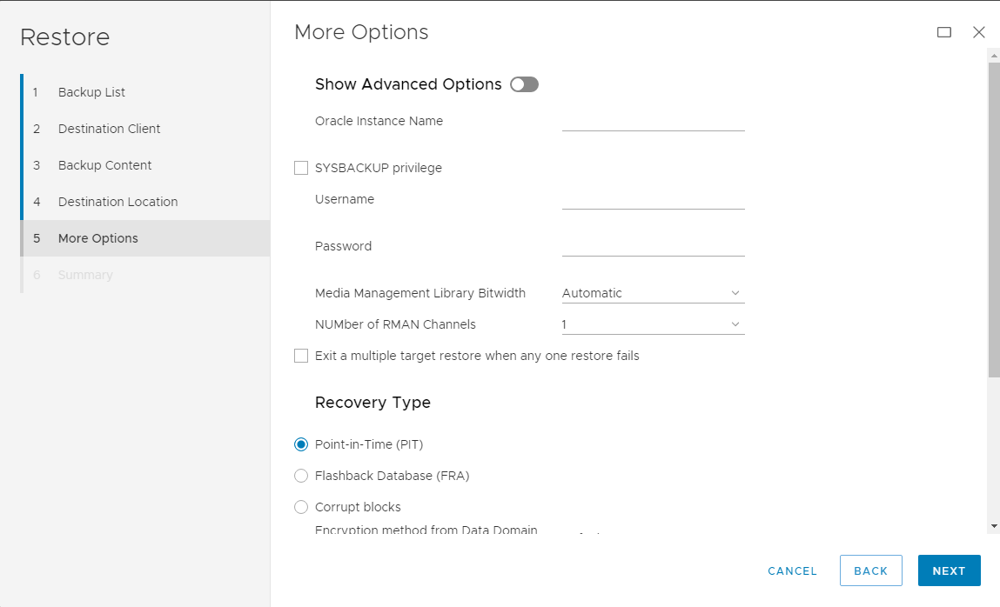 Restore
1 Backup List
2 Destination Client
3 Backup Content
4 Destination Location
5 More Options
6 Summary
More Options
Show Advanced Options
Oracle Instance Name
SYSBACKUP privilege
Username
Password
Media Management Library Bitwidth Automatic
NUMber of RMAN Channels 1
Exit a multiple target restore when any one restore fails
Recovery Type
Point-in-Time (PIT)
Flashback Database (FRA)
Corrupt blocks
Encryption method from Data Domain
CANCEL BACK NEXT